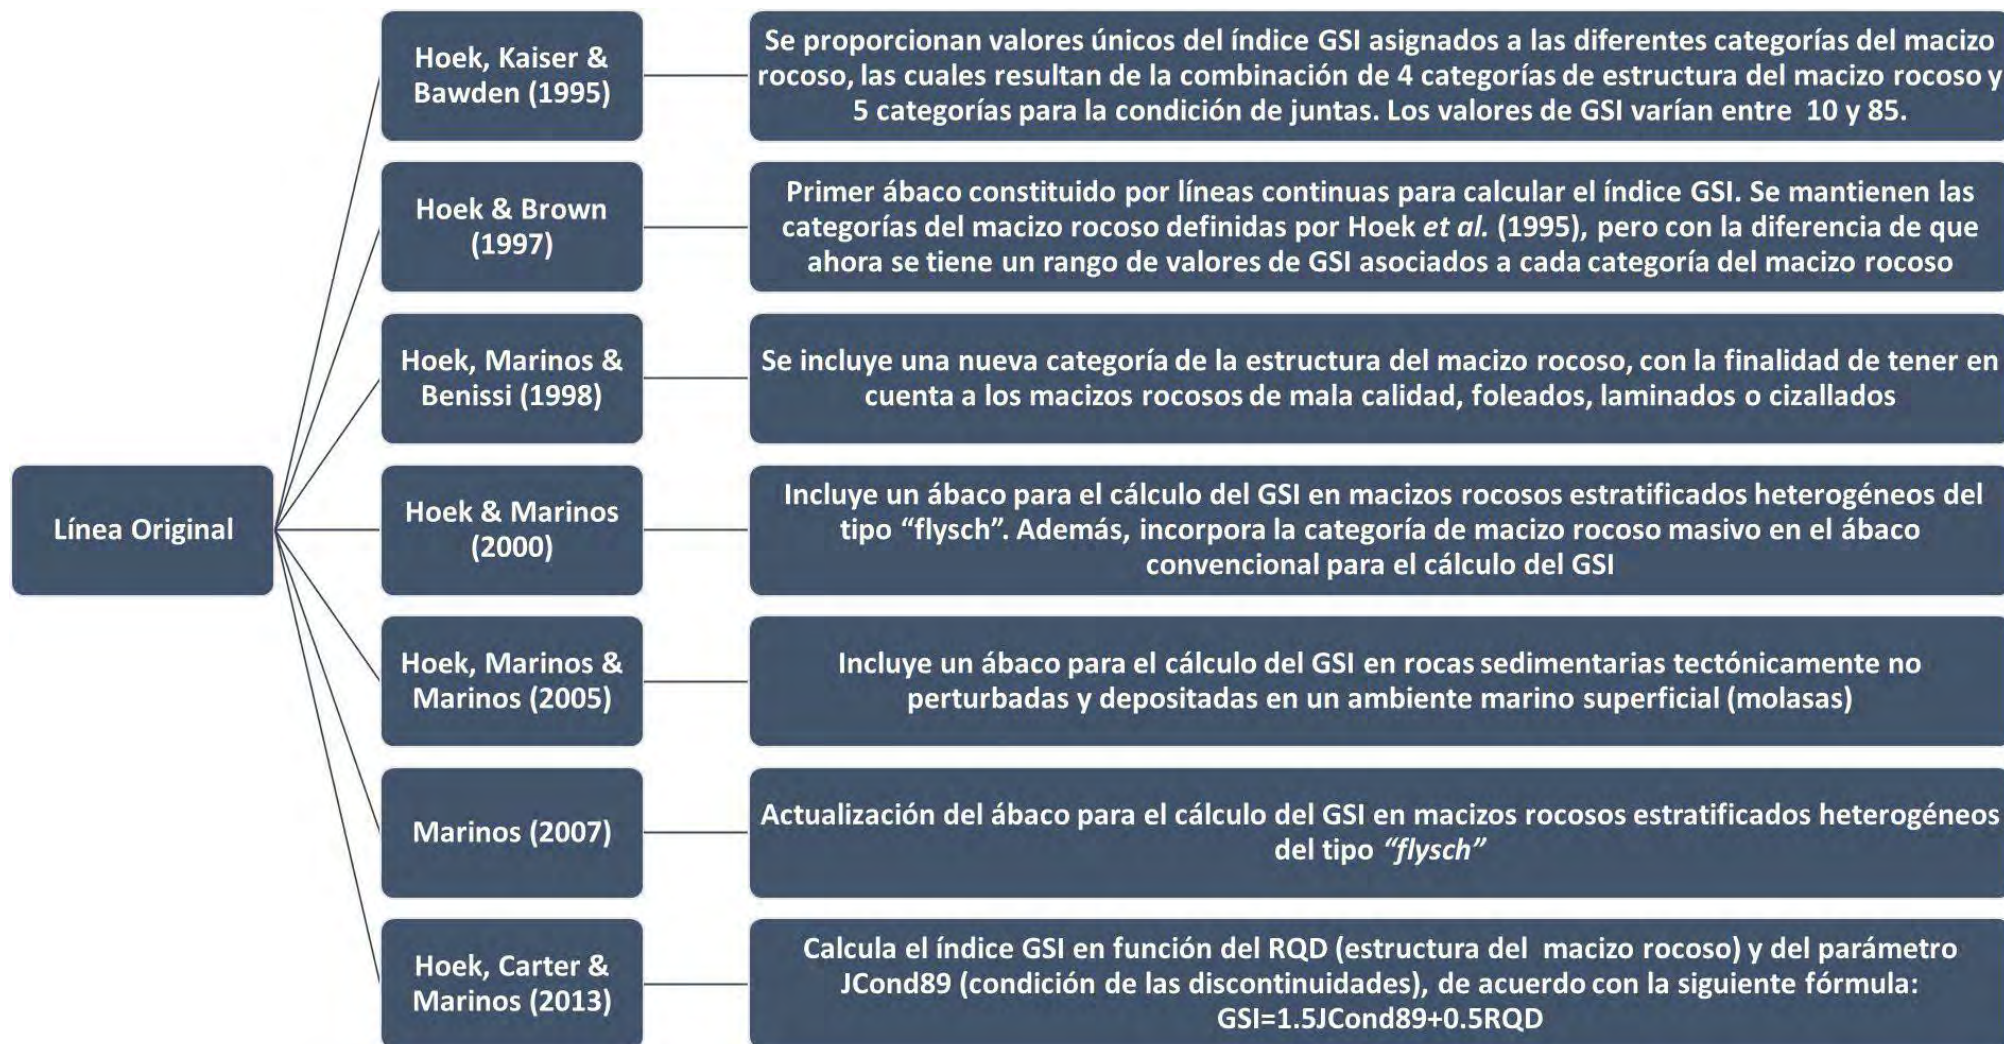 Línea Original
Hoek, Kaiser &
Bawden (1995)
Se proporcionan valores únicos del índice GSI asignados a las diferentes categorías del macizo
rocoso, las cuales resultan de la combinación de 4 categorías de estructura del macizo rocoso y
5 categorías para la condición de juntas. Los valores de GSI varían entre 10 y 85.
Hoek & Brown
(1997)
Primer ábaco constituido por líneas continuas para calcular el índice GSI. Se mantienen las
categorías del macizo rocoso definidas por Hoek et al. (1995), pero con la diferencia de que
ahora se tiene un rango de valores de GSI asociados a cada categoría del macizo rocoso
Hoek, Marinos &
Benissi (1998)
Se incluye una nueva categoría de la estructura del macizo rocoso, con la finalidad de tener en
cuenta a los macizos rocosos de mala calidad, foleados, laminados o cizallados
Hoek & Marinos
(2000)
Incluye un ábaco para el cálculo del GSI en macizos rocosos estratificados heterogéneos del
tipo “flysch”. Además, incorpora la categoría de macizo rocoso masivo en el ábaco
convencional para el cálculo del GSI
Hoek, Marinos &
Marinos (2005)
Incluye un ábaco para el cálculo del GSI en rocas sedimentarias tectónicamente no
perturbadas y depositadas en un ambiente marino superficial (molasas)
Marinos (2007)
Actualización del ábaco para el cálculo del GSI en macizos rocosos estratificados heterogéneos
del tipo “flysch”
Hoek, Carter &
Marinos (2013)
Calcula el índice GSI en función del RQD (estructura del macizo rocoso) y del parámetro
JCond89 (condición de las discontinuidades), de acuerdo con la siguiente fórmula:
GSI=1.5JCond89+0.5RQD